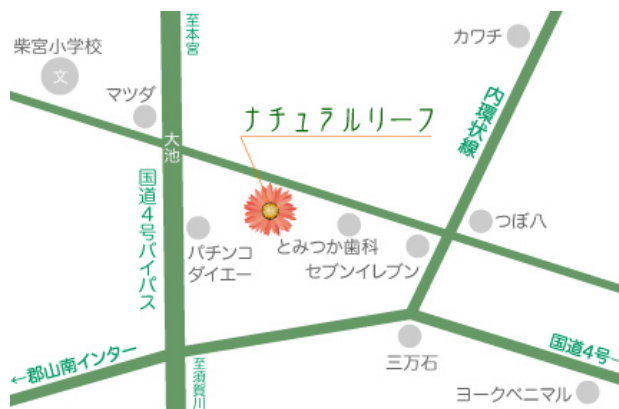 至本宮
カワチ
柴宮小学校
文
マツダ
ナチュラルリーフ
大池
内環状線
国道4号バイパス
つぼ八
パチンコ
ダイエー
とみつか歯科
セブンイレブン
国道4号→
三万石
←郡山南インター
至須賀川
ヨークベニマル